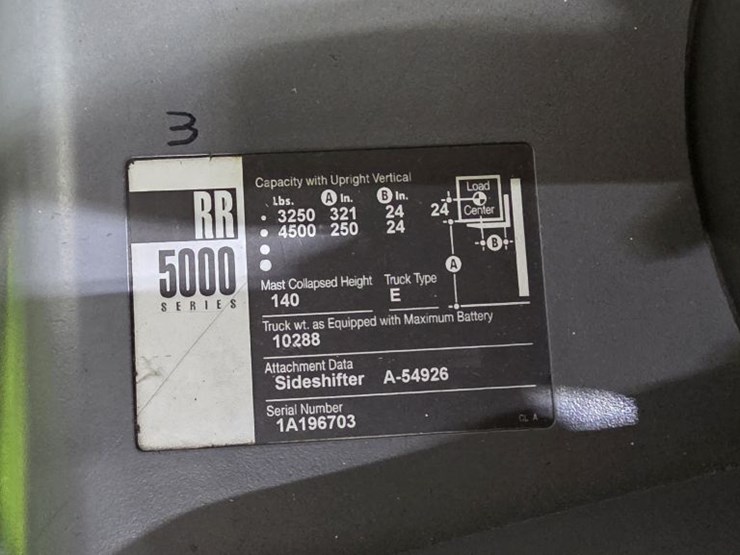 3
RR
5000
SERIES
Capacity with Upright Vertical
Lbs. A In. B In.
3250 321 24
4500 250 24
24
Load
Center
B
A
Mast Collapsed Height Truck Type
140 E
Truck wt. as Equipped with Maximum Battery
10288
Attachment Data
Sideshifter A-54926
Serial Number
1A196703
CL A